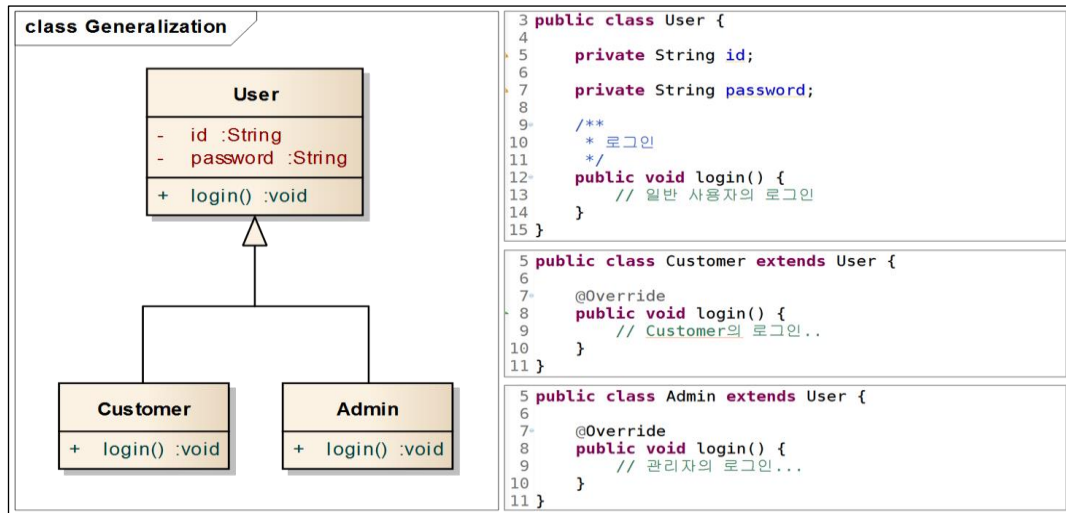 class Generalization
User
- id :String
- password :String
+ login() :void
Customer
+ login() :void
Admin
+ login() :void
3 public class User {
4
5 private String id;
6
7 private String password;
8
9 /**
10 * 로그인
11 */
12 public void login() {
13 // 일반 사용자의 로그인
14 }
15 }
5 public class Customer extends User {
6
7 @Override
8 public void login() {
9 // Customer의 로그인..
10 }
11 }
5 public class Admin extends User {
6
7 @Override
8 public void login() {
9 // 관리자의 로그인...
10 }
11 }